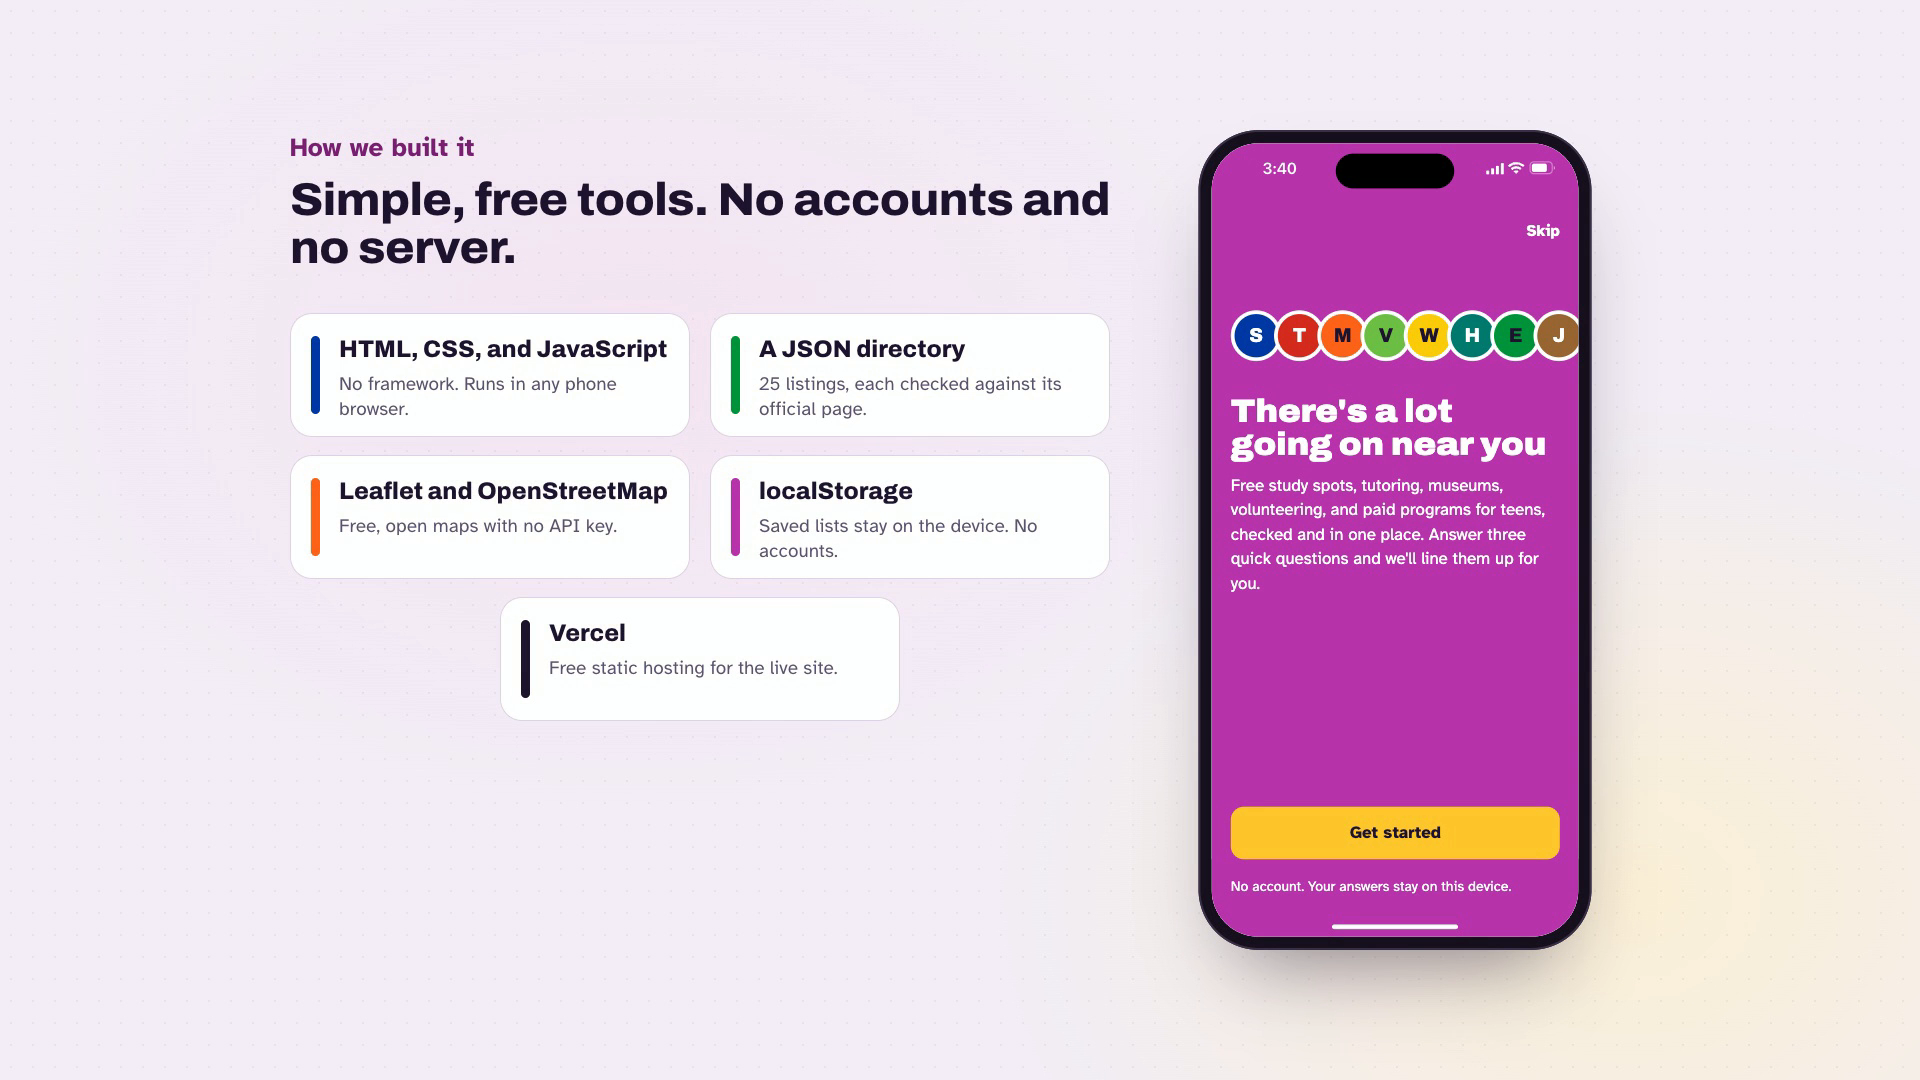 How we built it
Simple, free tools. No accounts and
no server.
HTML, CSS, and JavaScript
No framework. Runs in any phone
browser.
A JSON directory
25 listings, each checked against its
official page.
Leaflet and OpenStreetMap
Free, open maps with no API key.
localStorage
Saved lists stay on the device. No
accounts.
Vercel
Free static hosting for the live site.
3:40
Skip
S T M V W H E J
There's a lot
going on near you
Free study spots, tutoring, museums,
volunteering, and paid programs for teens,
checked and in one place. Answer three
quick questions and we'll line them up for
you.
Get started
No account. Your answers stay on this device.